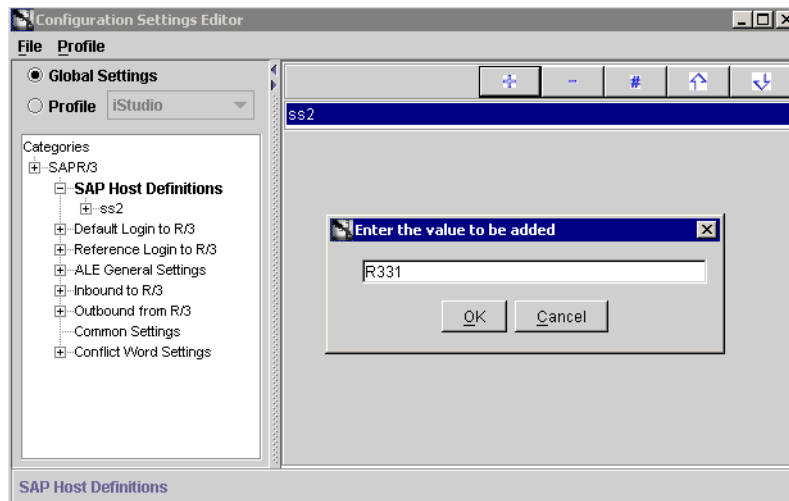 Configuration Settings Editor
File Profile
Global Settings
Profile iStudio
+ - #
ss2
Categories
SAPR/3
SAP Host Definitions
ss2
Default Login to R/3
Reference Login to R/3
ALE General Settings
Inbound to R/3
Outbound from R/3
Common Settings
Conflict Word Settings
Enter the value to be added
R331
OK Cancel
SAP Host Definitions